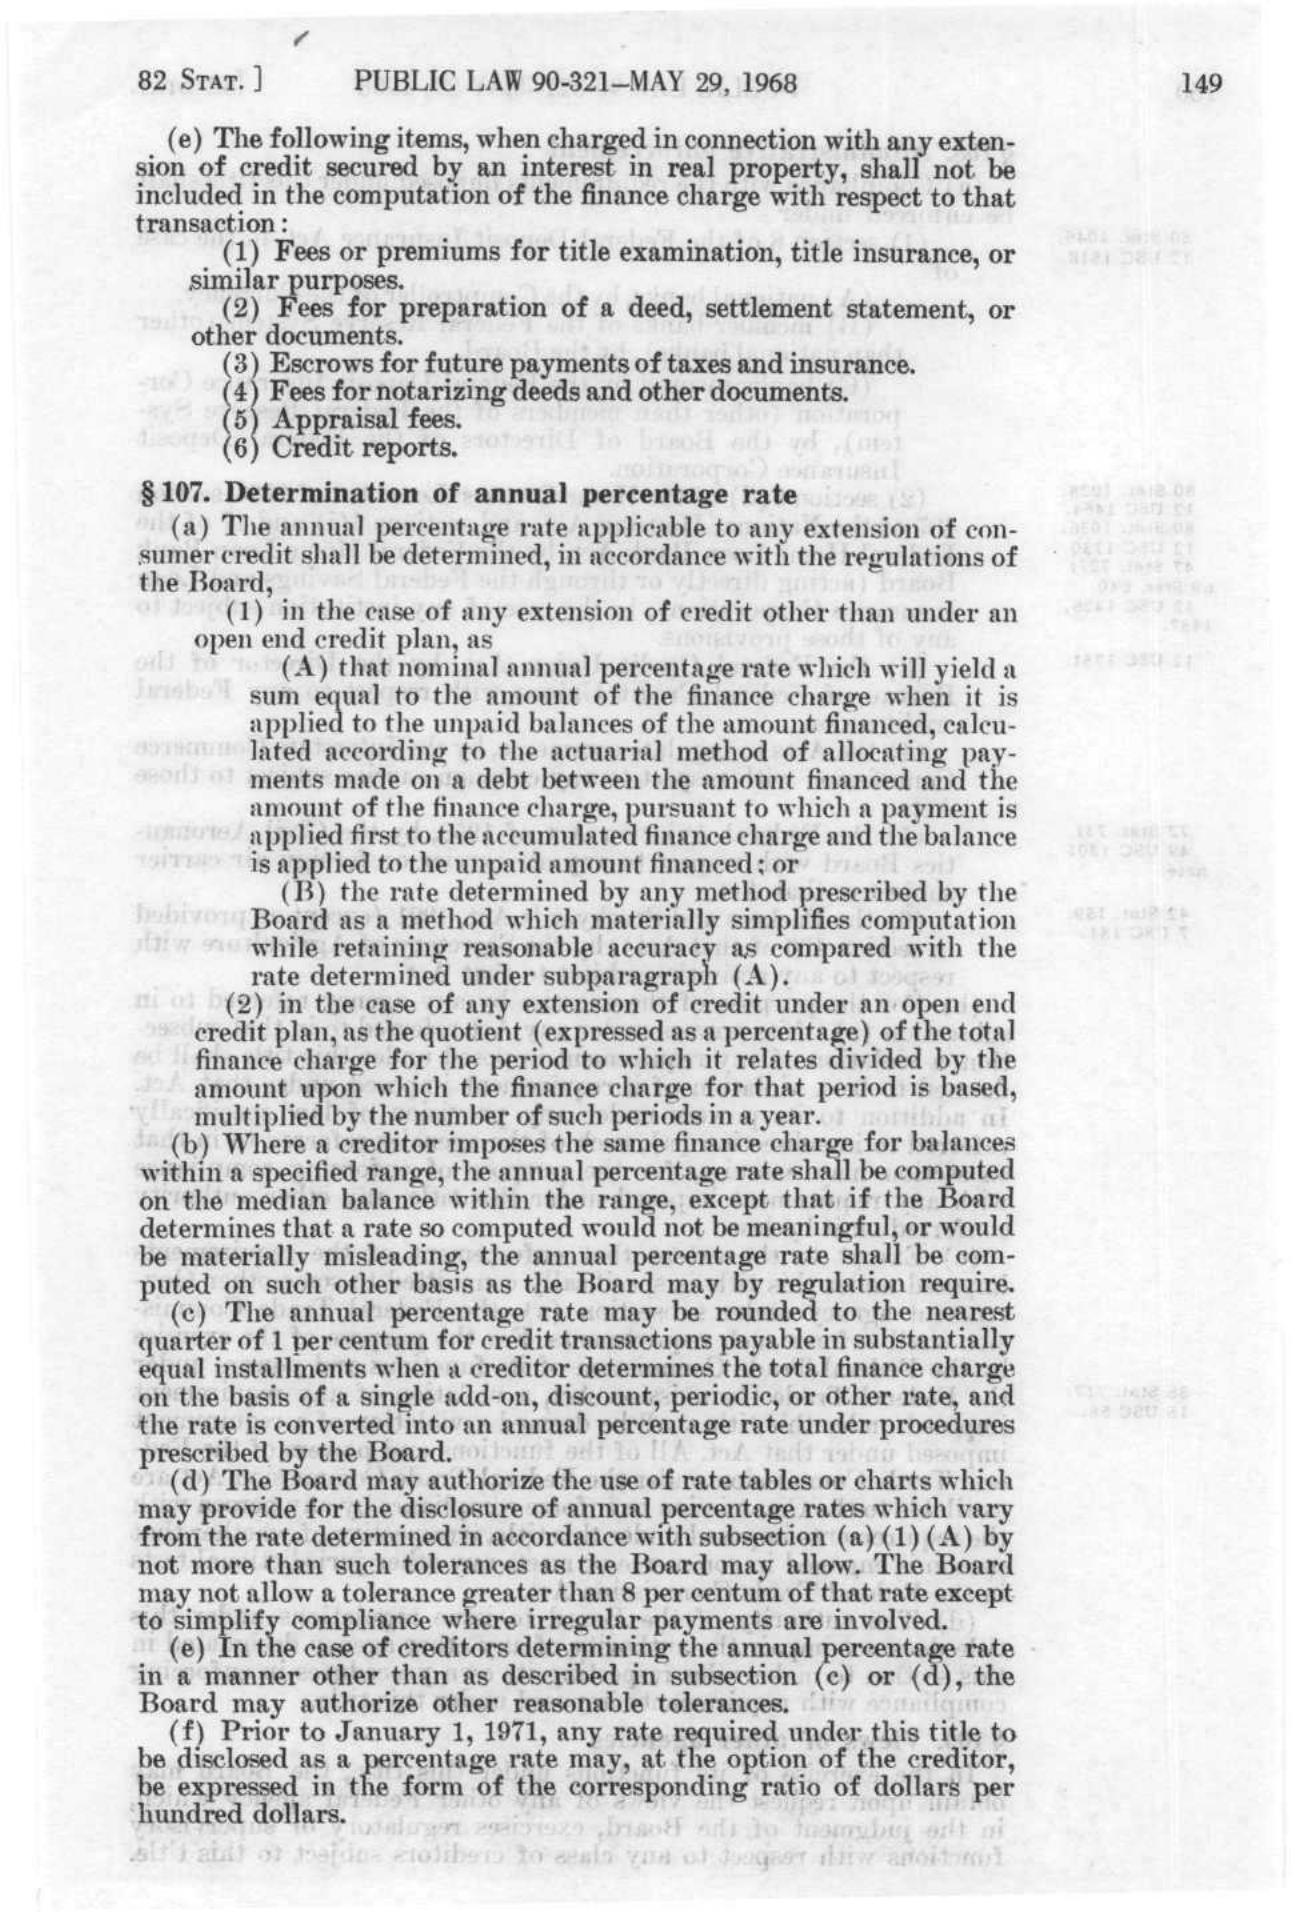 82 STAT. ] PUBLIC LAW 90-321–MAY 29, 1968 149
(e) The following items, when charged in connection with any exten-
sion of credit secured by an interest in real property, shall not be
included in the computation of the finance charge with respect to that
transaction:
(1) Fees or premiums for title examination, title insurance, or
similar purposes.
(2) Fees for preparation of a deed, settlement statement, or
other documents.
(3) Escrows for future payments of taxes and insurance.
(4) Fees for notarizing deeds and other documents.
(5) Appraisal fees.
(6) Credit reports.
§ 107. Determination of annual percentage rate
(a) The annual percentage rate applicable to any extension of con-
sumer credit shall be determined, in accordance with the regulations of
the Board,
(1) in the case of any extension of credit other than under an
open end credit plan, as
(A) that nominal annual percentage rate which will yield a
sum equal to the amount of the finance charge when it is
applied to the unpaid balances of the amount financed, calcu-
lated according to the actuarial method of allocating pay-
ments made on a debt between the amount financed and the
amount of the finance charge, pursuant to which a payment is
applied first to the accumulated finance charge and the balance
is applied to the unpaid amount financed; or
(B) the rate determined by any method prescribed by the
Board as a method which materially simplifies computation
while retaining reasonable accuracy as compared with the
rate determined under subparagraph (A).
(2) in the case of any extension of credit under an open end
credit plan, as the quotient (expressed as a percentage) of the total
finance charge for the period to which it relates divided by the
amount upon which the finance charge for that period is based,
multiplied by the number of such periods in a year.
(b) Where a creditor imposes the same finance charge for balances
within a specified range, the annual percentage rate shall be computed
on the median balance within the range, except that if the Board
determines that a rate so computed would not be meaningful, or would
be materially misleading, the annual percentage rate shall be com-
puted on such other basis as the Board may by regulation require.
(c) The annual percentage rate may be rounded to the nearest
quarter of 1 per centum for credit transactions payable in substantially
equal installments when a creditor determines the total finance charge
on the basis of a single add-on, discount, periodic, or other rate, and
the rate is converted into an annual percentage rate under procedures
prescribed by the Board.
(d) The Board may authorize the use of rate tables or charts which
may provide for the disclosure of annual percentage rates which vary
from the rate determined in accordance with subsection (a)(1)(A) by
not more than such tolerances as the Board may allow. The Board
may not allow a tolerance greater than 8 per centum of that rate except
to simplify compliance where irregular payments are involved.
(e) In the case of creditors determining the annual percentage rate
in a manner other than as described in subsection (c) or (d), the
Board may authorize other reasonable tolerances.
(f) Prior to January 1, 1971, any rate required under this title to
be disclosed as a percentage rate may, at the option of the creditor,
be expressed in the form of the corresponding ratio of dollars per
hundred dollars.